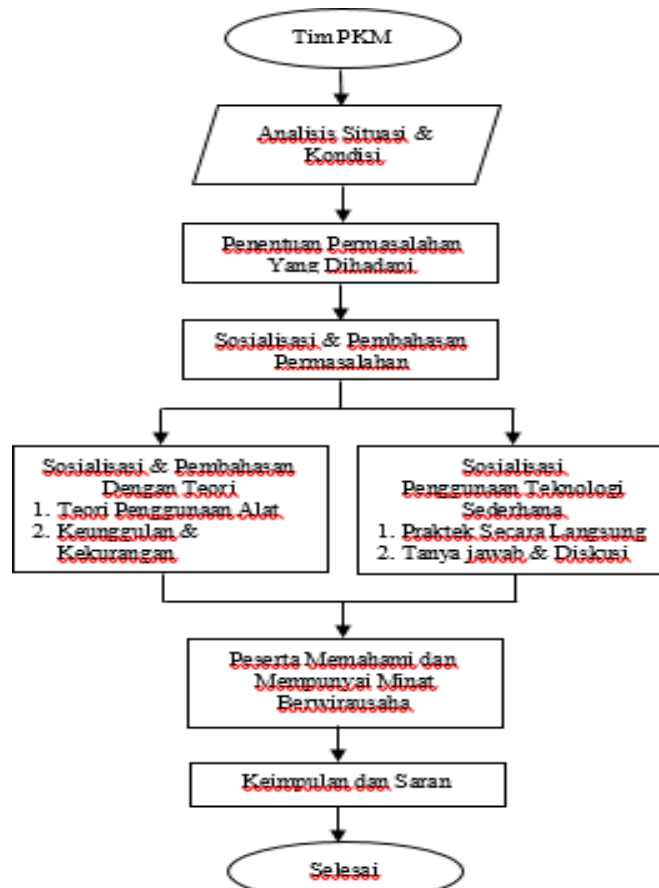 Tim PKM
Analisis Situasi &
Kondisi
Penentuan Permasalahan
Yang Dihadapi
Sosialisasi & Pembahasan
Permasalahan
Sosialisasi & Pembahasan
Dengan Teori
1. Teori Penggunaan Alat
2. Keunggulan &
Kekurangan
Sosialisasi
Penggunaan Teknologi
Sederhana
1. Praktek Secara Langsung
2. Tanya jawab & Diskusi
Peserta Memahami dan
Mempunyai Minat
Berwirausaha
Keimpulan dan Saran
Selesai